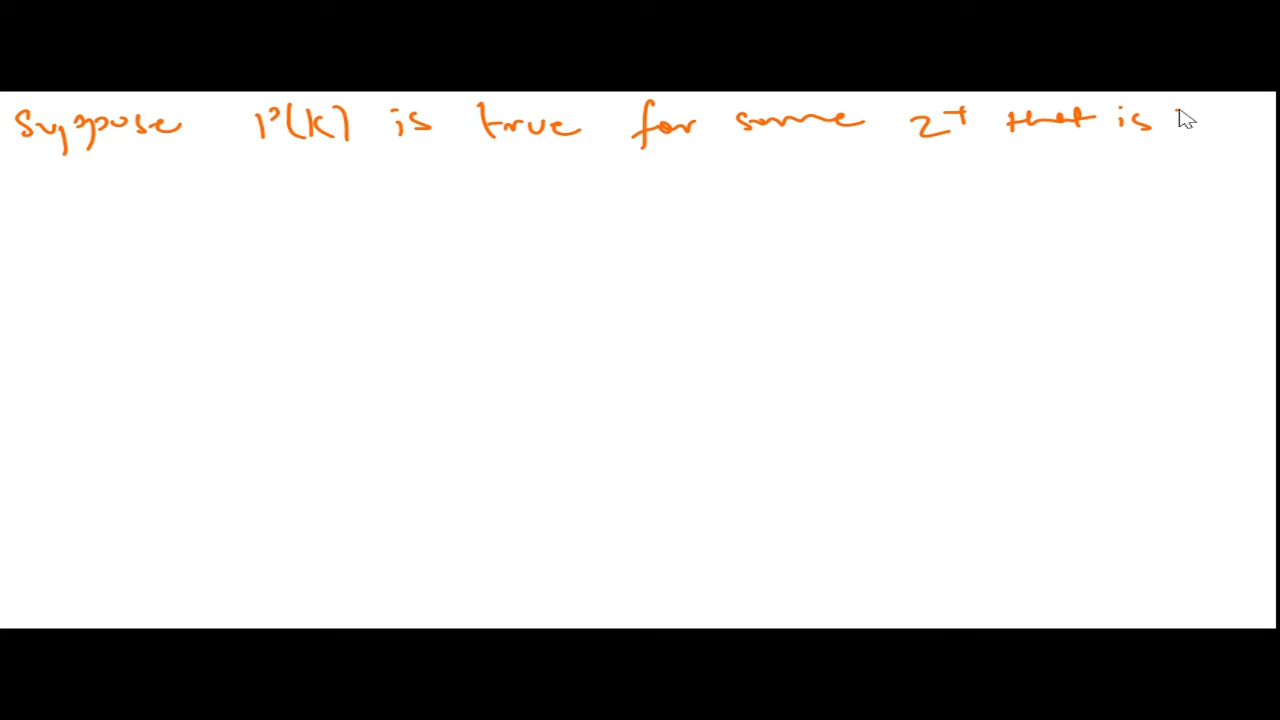 Suppose P(k) is true for some Z⁺ that is